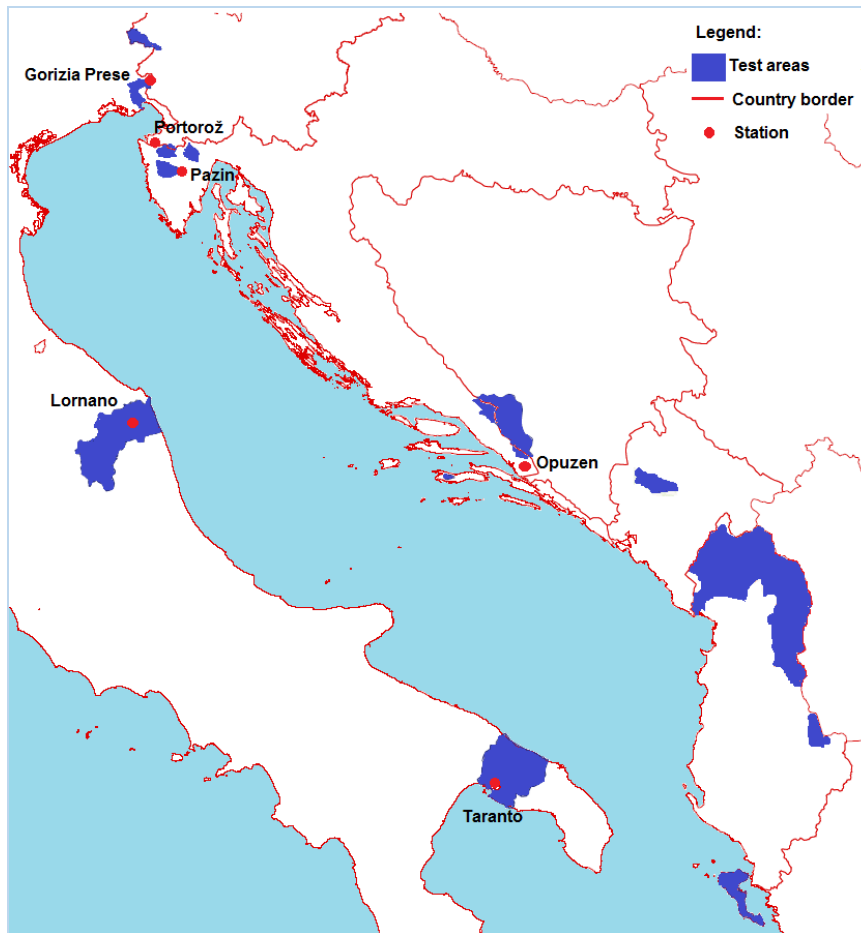 Legend:
Test areas
Country border
Station
Gorizia Prese
Portorož
Pazin
Lornano
Opuzen
Taranto